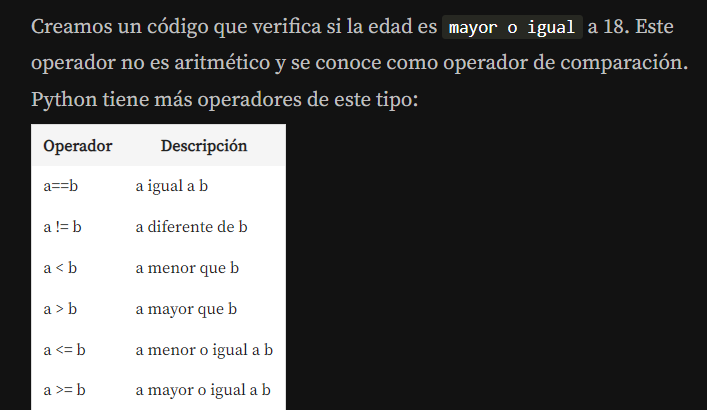 Creamos un código que verifica si la edad es mayor o igual a 18. Este
operador no es aritmético y se conoce como operador de comparación.
Python tiene más operadores de este tipo:
Operador Descripción
a==b a igual a b
a != b a diferente de b
a < b a menor que b
a > b a mayor que b
a <= b a menor o igual a b
a >= b a mayor o igual a b